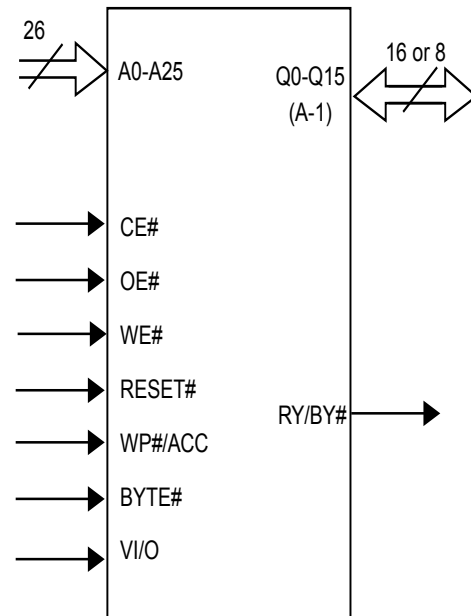 26
16 or 8
A0-A25
Q0-Q15
(A-1)
CE#
OE#
WE#
RESET#
RY/BY#
WP#/ACC
BYTE#
VI/O